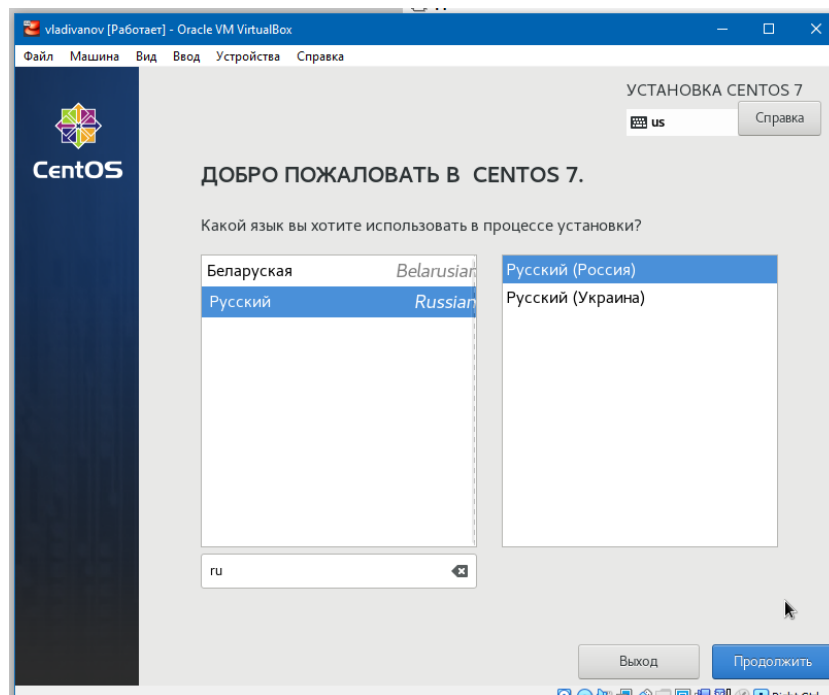 vladivanov [Работает] - Oracle VM VirtualBox
Файл Машина Вид Ввод Устройства Справка
УСТАНОВКА CENTOS 7
us
Справка
CentOS
ДОБРО ПОЖАЛОВАТЬ В CENTOS 7.
Какой язык вы хотите использовать в процессе установки?
Беларуская Belarusian
Русский Russian
Русский (Россия)
Русский (Украина)
ru
Выход
Продолжить